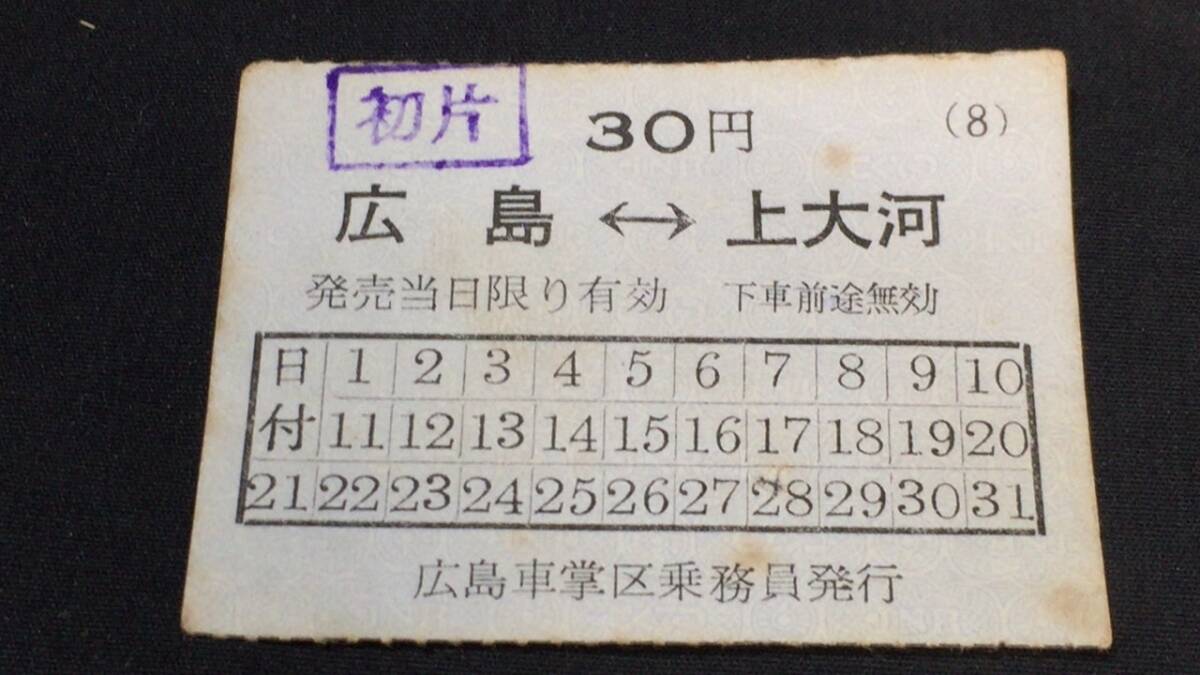 初片
30円
(8)
広島 ↔ 上大河
発売当日限り有効 下車前途無効
日 1 2 3 4 5 6 7 8 9 10
付 11 12 13 14 15 16 17 18 19 20
21 22 23 24 25 26 27 28 29 30 31
広島車掌区乗務員発行